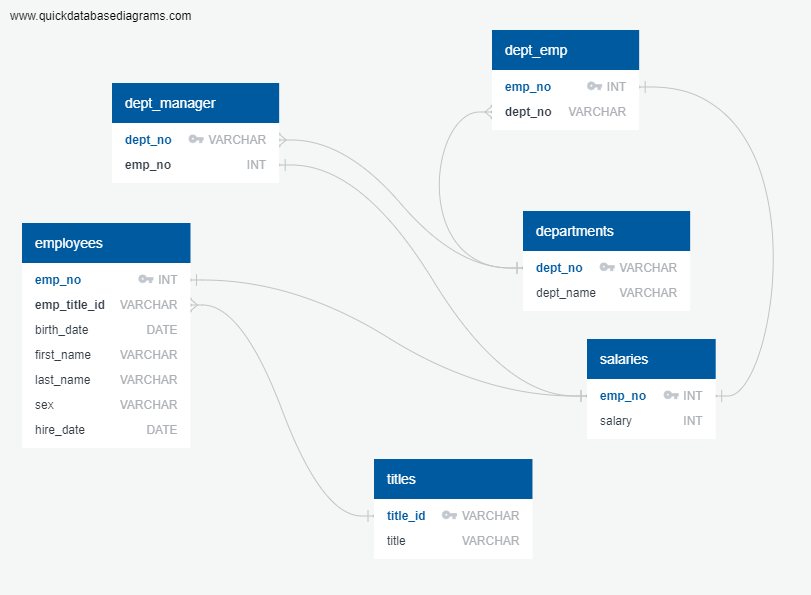 www.quickdatabasediagrams.com
dept_emp
emp_no INT
dept_no VARCHAR
dept_manager
dept_no VARCHAR
emp_no INT
departments
dept_no VARCHAR
dept_name VARCHAR
employees
emp_no INT
emp_title_id VARCHAR
birth_date DATE
first_name VARCHAR
last_name VARCHAR
sex VARCHAR
hire_date DATE
salaries
emp_no INT
salary INT
titles
title_id VARCHAR
title VARCHAR